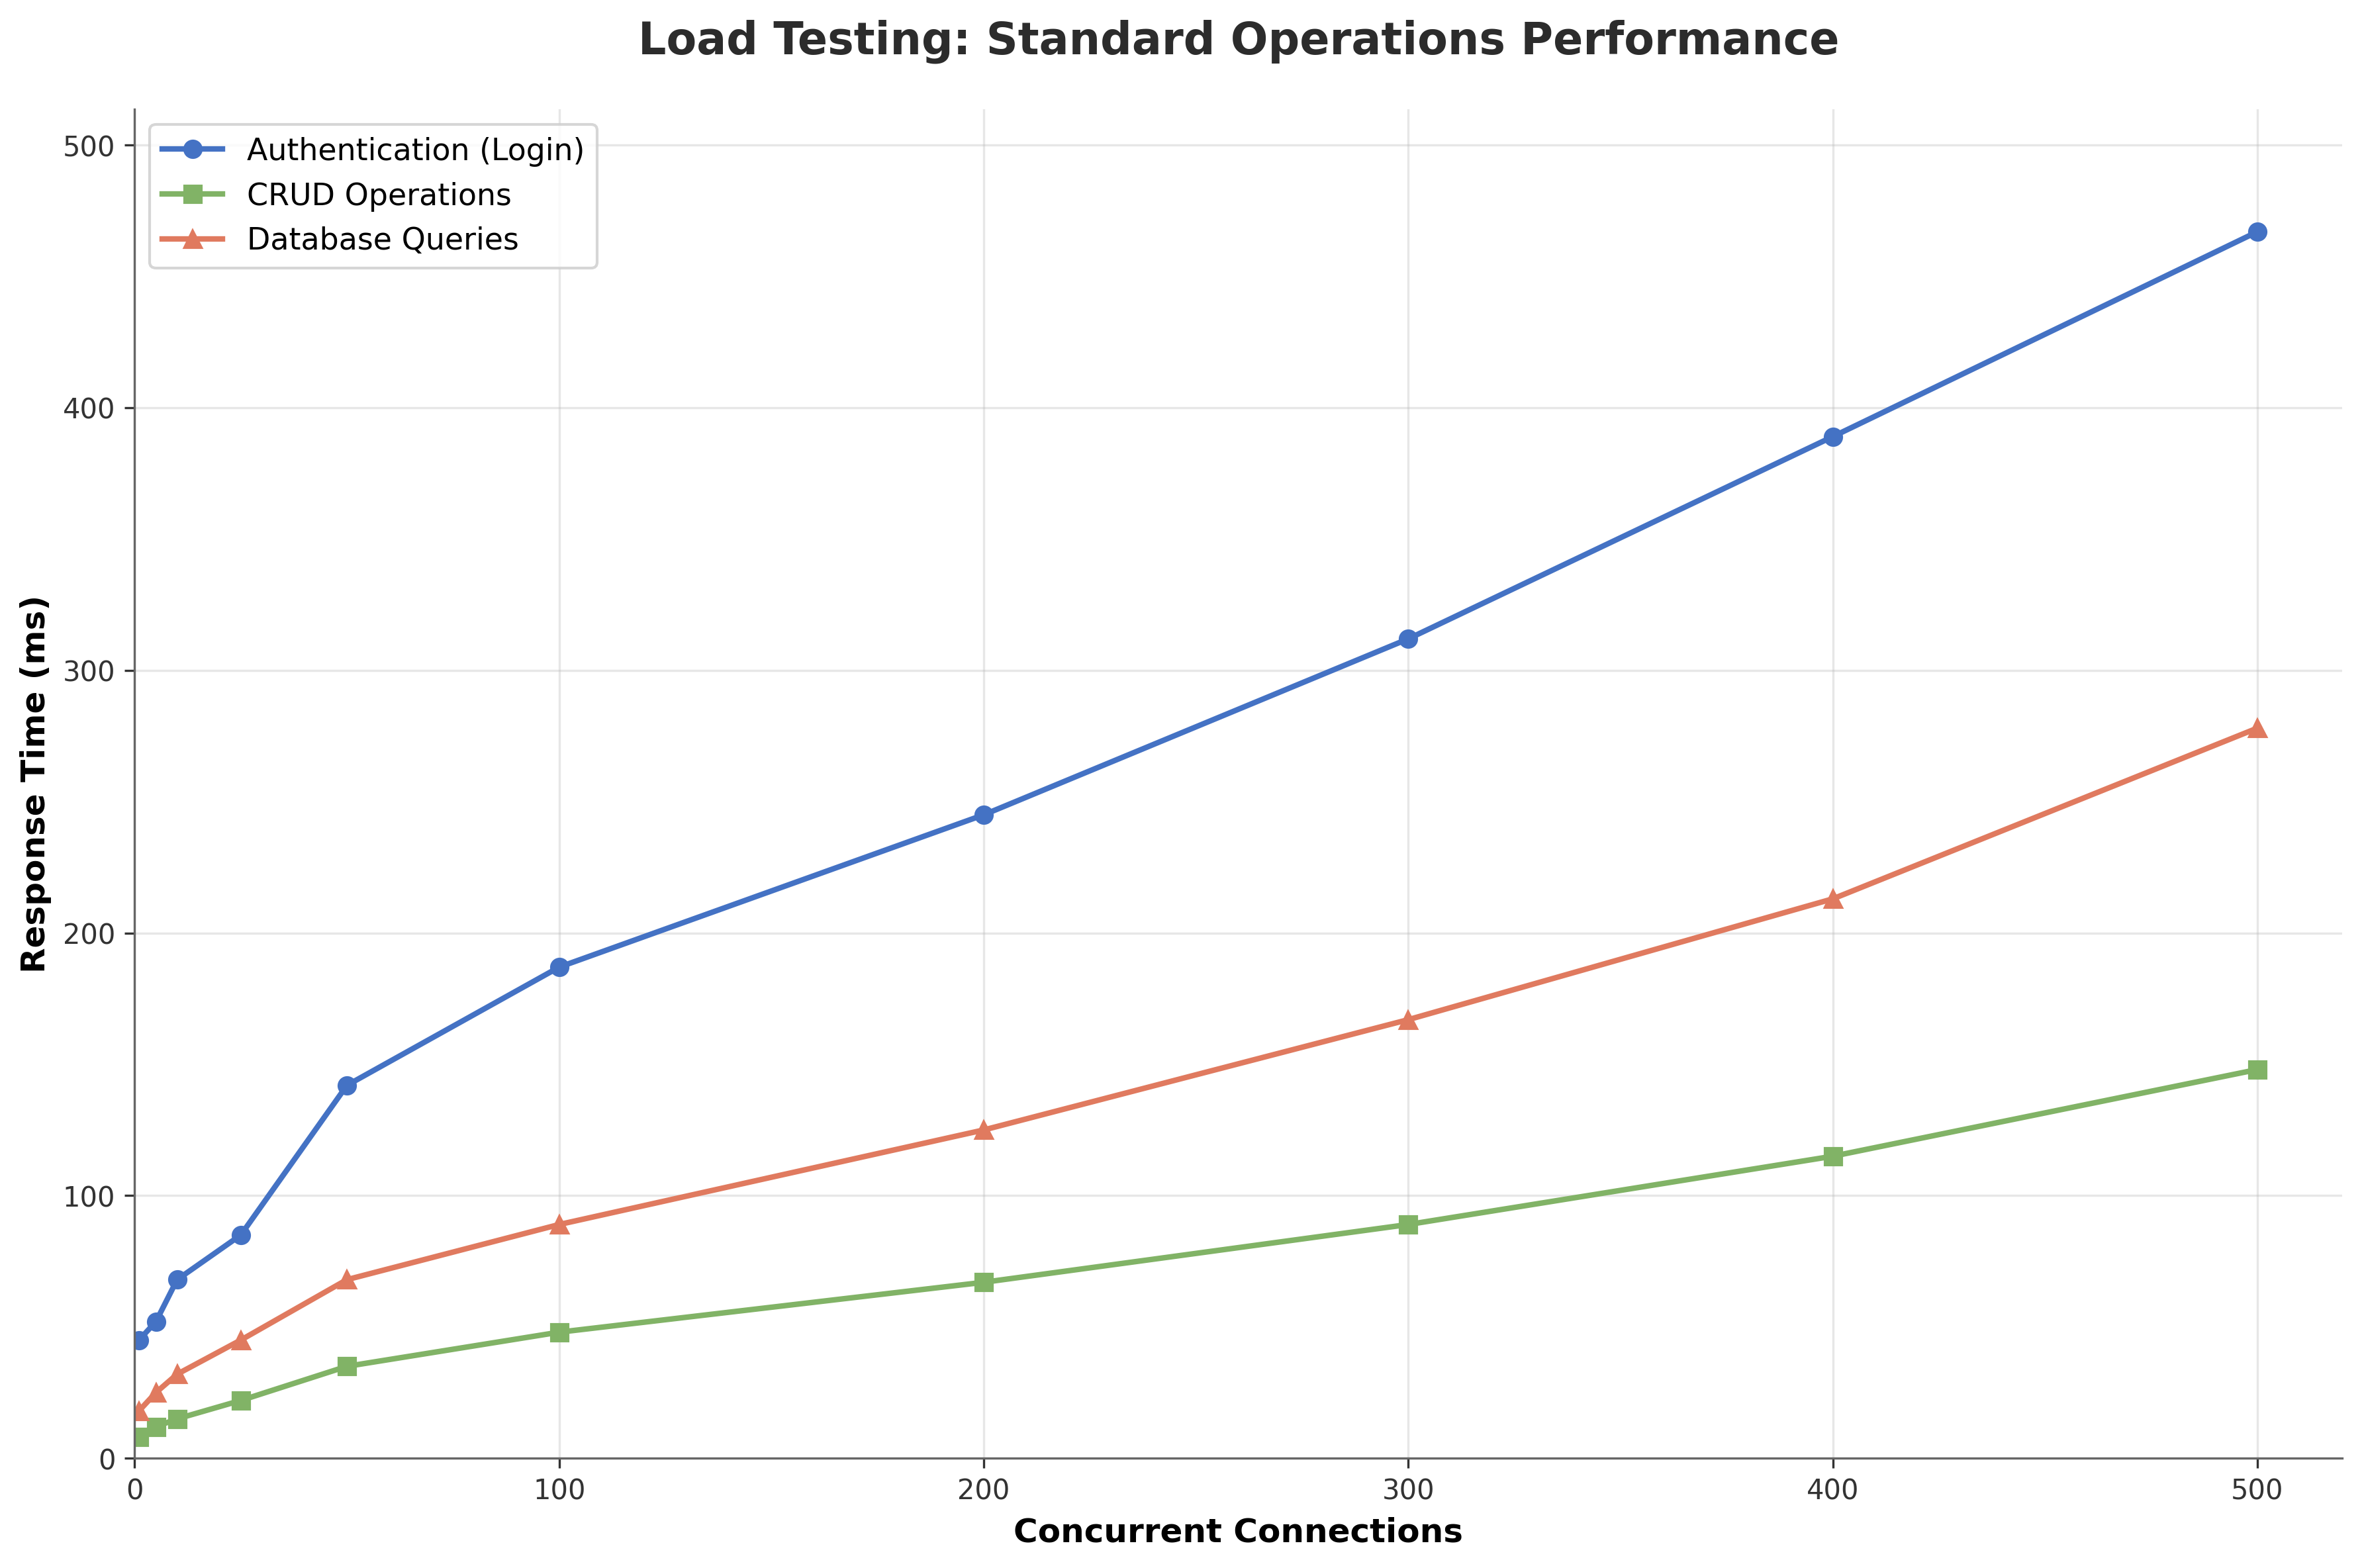 Load Testing: Standard Operations Performance
Authentication (Login)
CRUD Operations
Database Queries
Response Time (ms)
500
400
300
200
100
0
0 100 200 300 400 500
Concurrent Connections